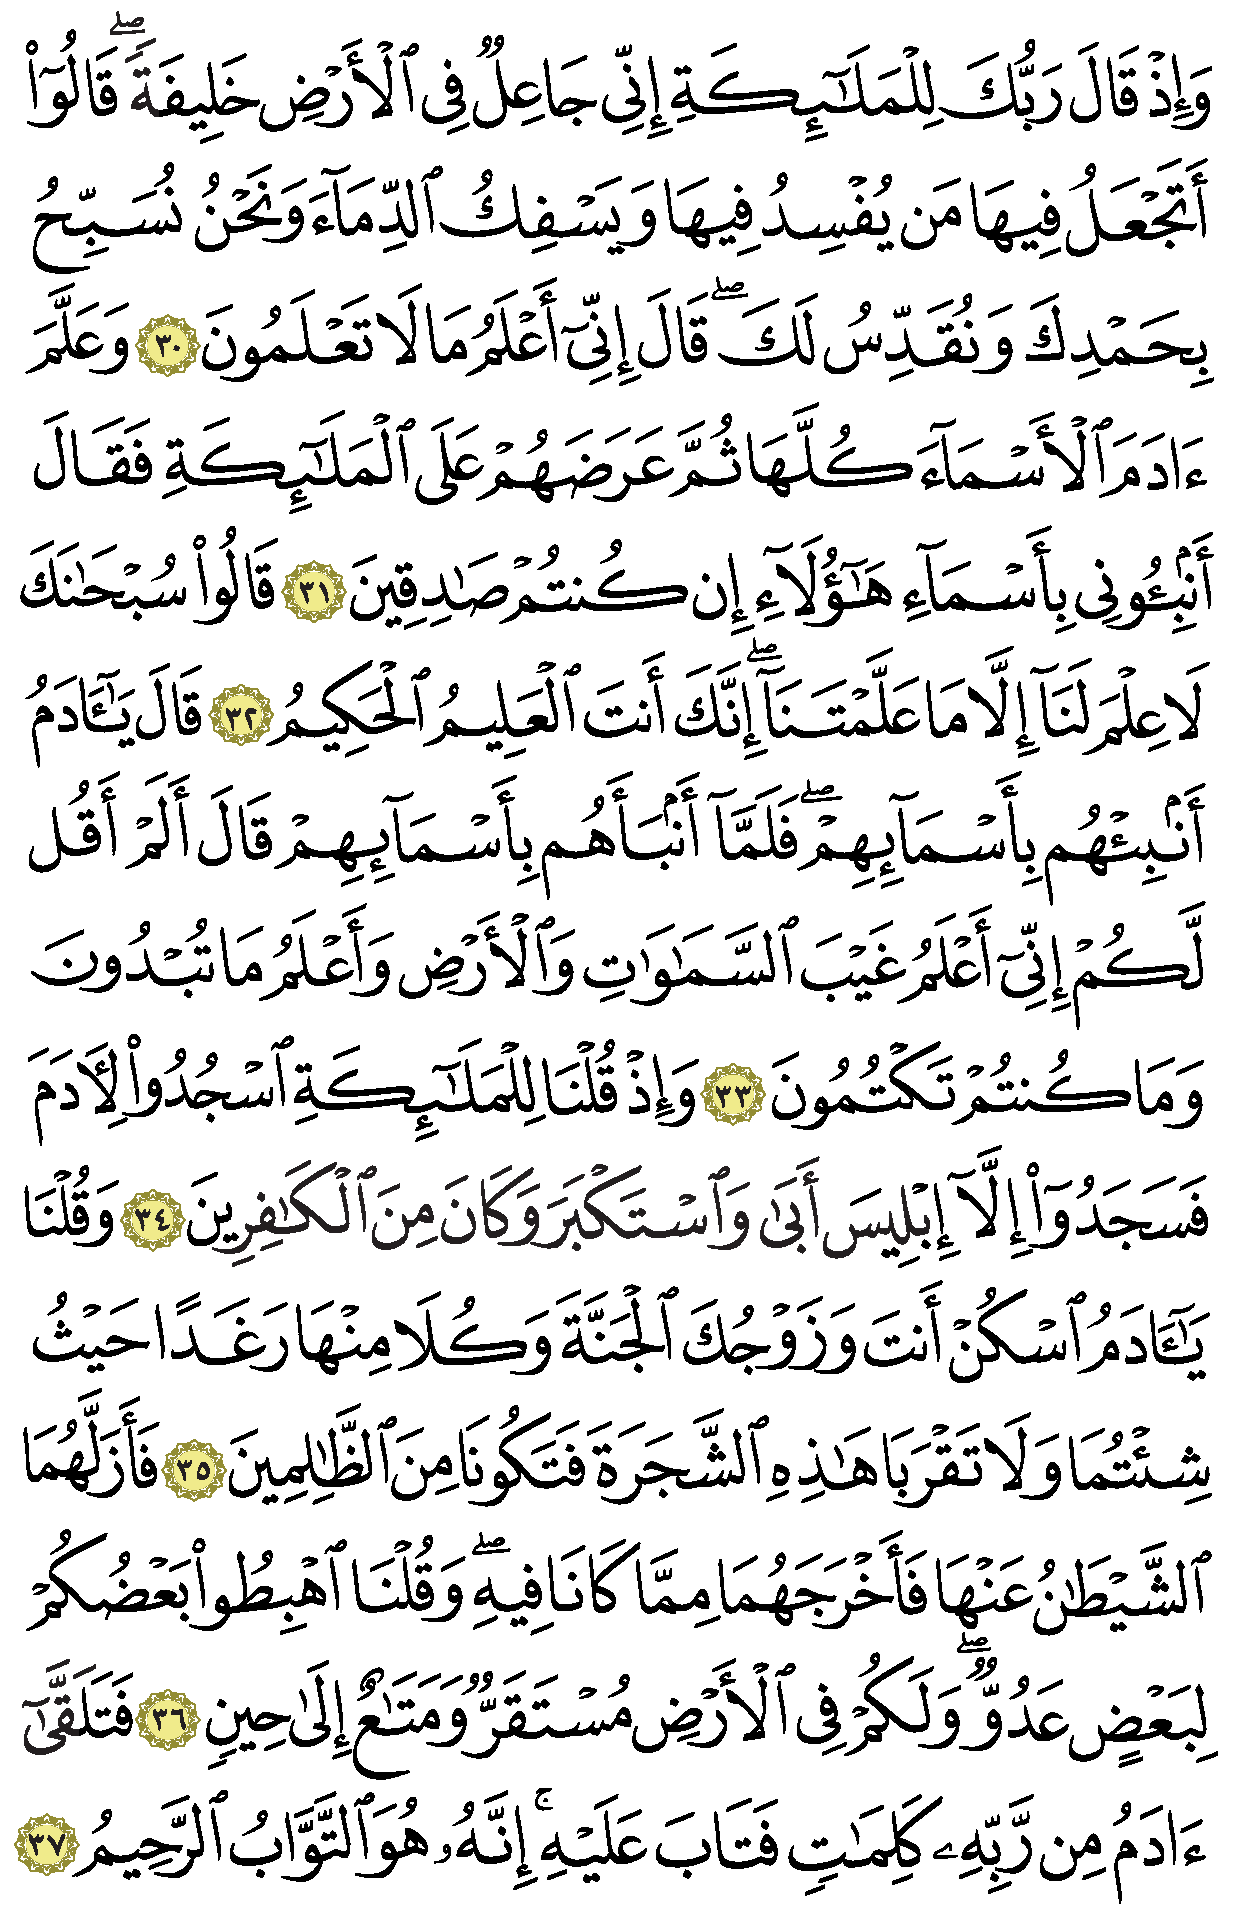 وَإِذْ قَالَ رَبُّكَ لِلْمَلَـٰٓئِكَةِ إِنِّى جَاعِلٌ فِى ٱلْأَرْضِ خَلِيفَةً ۖ قَالُوٓا۟
أَتَجْعَلُ فِيهَا مَن يُفْسِدُ فِيهَا وَيَسْفِكُ ٱلدِّمَآءَ وَنَحْنُ نُسَبِّحُ
بِحَمْدِكَ وَنُقَدِّسُ لَكَ ۖ قَالَ إِنِّىٓ أَعْلَمُ مَا لَا تَعْلَمُونَ ٣٠ وَعَلَّمَ
ءَادَمَ ٱلْأَسْمَآءَ كُلَّهَا ثُمَّ عَرَضَهُمْ عَلَى ٱلْمَلَـٰٓئِكَةِ فَقَالَ
أَنۢبِـُٔونِى بِأَسْمَآءِ هَـٰٓؤُلَآءِ إِن كُنتُمْ صَـٰدِقِينَ ٣١ قَالُوا۟ سُبْحَـٰنَكَ
لَا عِلْمَ لَنَآ إِلَّا مَا عَلَّمْتَنَآ ۖ إِنَّكَ أَنتَ ٱلْعَلِيمُ ٱلْحَكِيمُ ٣٢ قَالَ يَـٰٓـَٔادَمُ
أَنۢبِئْهُم بِأَسْمَآئِهِمْ ۖ فَلَمَّآ أَنۢبَأَهُم بِأَسْمَآئِهِمْ قَالَ أَلَمْ أَقُل
لَّكُمْ إِنِّىٓ أَعْلَمُ غَيْبَ ٱلسَّمَـٰوَٰتِ وَٱلْأَرْضِ وَأَعْلَمُ مَا تُبْدُونَ
وَمَا كُنتُمْ تَكْتُمُونَ ٣٣ وَإِذْ قُلْنَا لِلْمَلَـٰٓئِكَةِ ٱسْجُدُوا۟ لِـَٔادَمَ
فَسَجَدُوٓا۟ إِلَّآ إِبْلِيسَ أَبَىٰ وَٱسْتَكْبَرَ وَكَانَ مِنَ ٱلْكَـٰفِرِينَ ٣٤ وَقُلْنَا
يَـٰٓـَٔادَمُ ٱسْكُنْ أَنتَ وَزَوْجُكَ ٱلْجَنَّةَ وَكُلَا مِنْهَا رَغَدًا حَيْثُ
شِئْتُمَا وَلَا تَقْرَبَا هَـٰذِهِ ٱلشَّجَرَةَ فَتَكُونَا مِنَ ٱلظَّـٰلِمِينَ ٣٥ فَأَزَلَّهُمَا
ٱلشَّيْطَـٰنُ عَنْهَا فَأَخْرَجَهُمَا مِمَّا كَانَا فِيهِ ۖ وَقُلْنَا ٱهْبِطُوا۟ بَعْضُكُمْ
لِبَعْضٍ عَدُوٌّ ۖ وَلَكُمْ فِى ٱلْأَرْضِ مُسْتَقَرٌّ وَمَتَـٰعٌ إِلَىٰ حِينٍ ٣٦ فَتَلَقَّىٰٓ
ءَادَمُ مِن رَّبِّهِۦ كَلِمَـٰتٍ فَتَابَ عَلَيْهِ ۚ إِنَّهُۥ هُوَ ٱلتَّوَّابُ ٱلرَّحِيمُ ٣٧